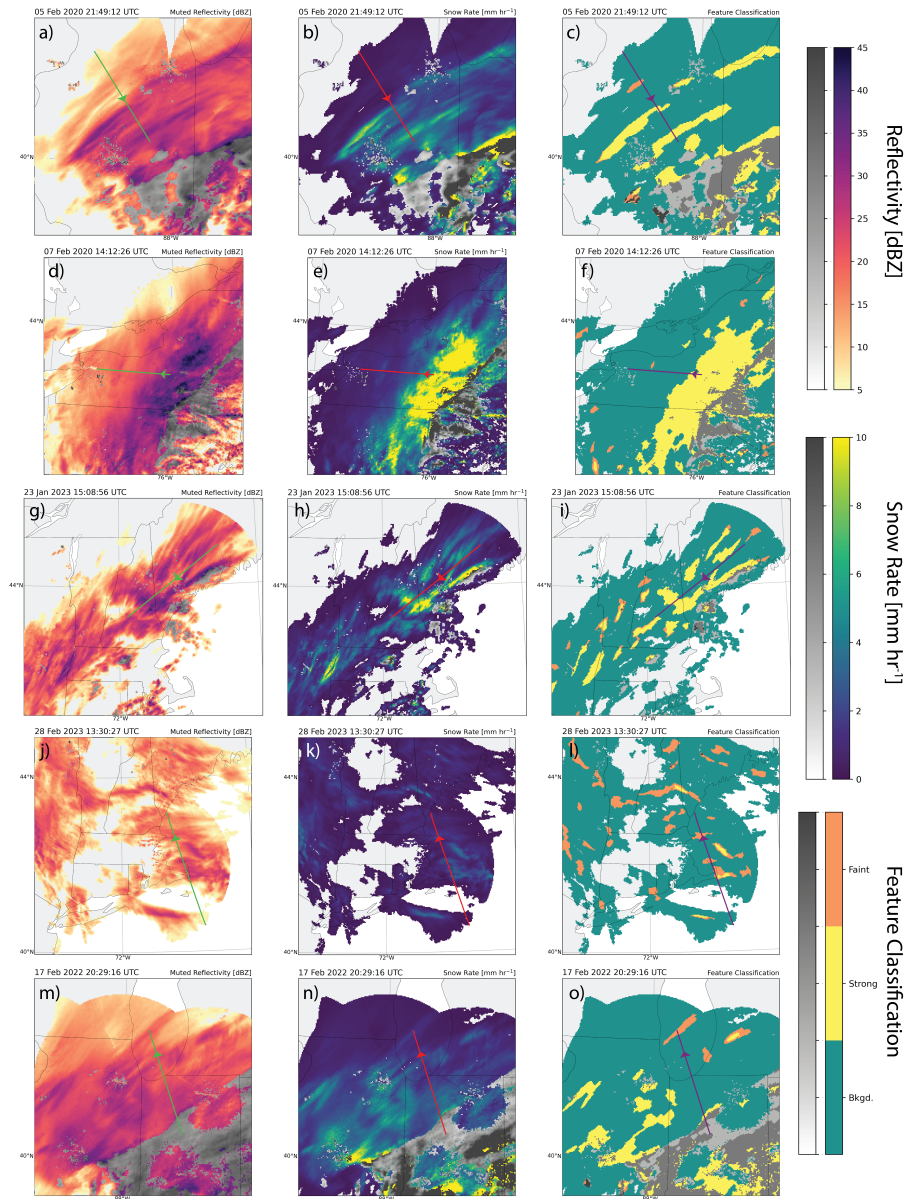 05 Feb 2020 21:49:12 UTC Muted Reflectivity [dBZ]
a)
40°N
88°W
05 Feb 2020 21:49:12 UTC Snow Rate [mm hr⁻¹]
b)
40°N
88°W
05 Feb 2020 21:49:12 UTC Feature Classification
c)
40°N
88°W
07 Feb 2020 14:12:26 UTC Muted Reflectivity [dBZ]
d)
44°N
76°W
07 Feb 2020 14:12:26 UTC Snow Rate [mm hr⁻¹]
e)
44°N
76°W
07 Feb 2020 14:12:26 UTC Feature Classification
f)
44°N
76°W
23 Jan 2023 15:08:56 UTC Muted Reflectivity [dBZ]
g)
44°N
72°W
23 Jan 2023 15:08:56 UTC Snow Rate [mm hr⁻¹]
h)
44°N
72°W
23 Jan 2023 15:08:56 UTC Feature Classification
i)
44°N
72°W
28 Feb 2023 13:30:27 UTC Muted Reflectivity [dBZ]
j)
44°N
40°N
72°W
28 Feb 2023 13:30:27 UTC Snow Rate [mm hr⁻¹]
k)
44°N
40°N
72°W
28 Feb 2023 13:30:27 UTC Feature Classification
l)
44°N
40°N
72°W
17 Feb 2022 20:29:16 UTC Muted Reflectivity [dBZ]
m)
40°N
88°W
17 Feb 2022 20:29:16 UTC Snow Rate [mm hr⁻¹]
n)
40°N
88°W
17 Feb 2022 20:29:16 UTC Feature Classification
o)
40°N
88°W
45
40
35
30
25
20
15
10
5
Reflectivity [dBZ]
10
8
6
4
2
0
Snow Rate [mm hr⁻¹]
Faint
Strong
Bkgd.
Feature Classification